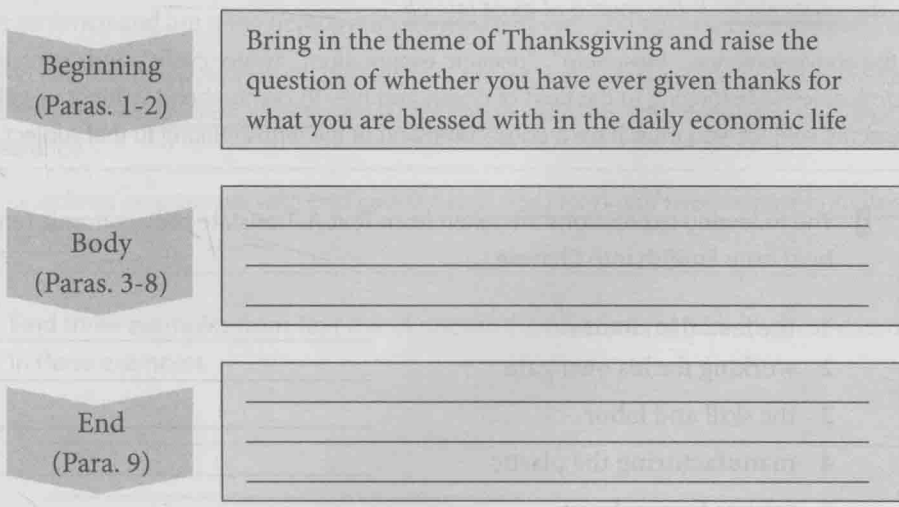 Beginning
(Paras. 1-2)
Bring in the theme of Thanksgiving and raise the
question of whether you have ever given thanks for
what you are blessed with in the daily economic life
Body
(Paras. 3-8)
End
(Para. 9)